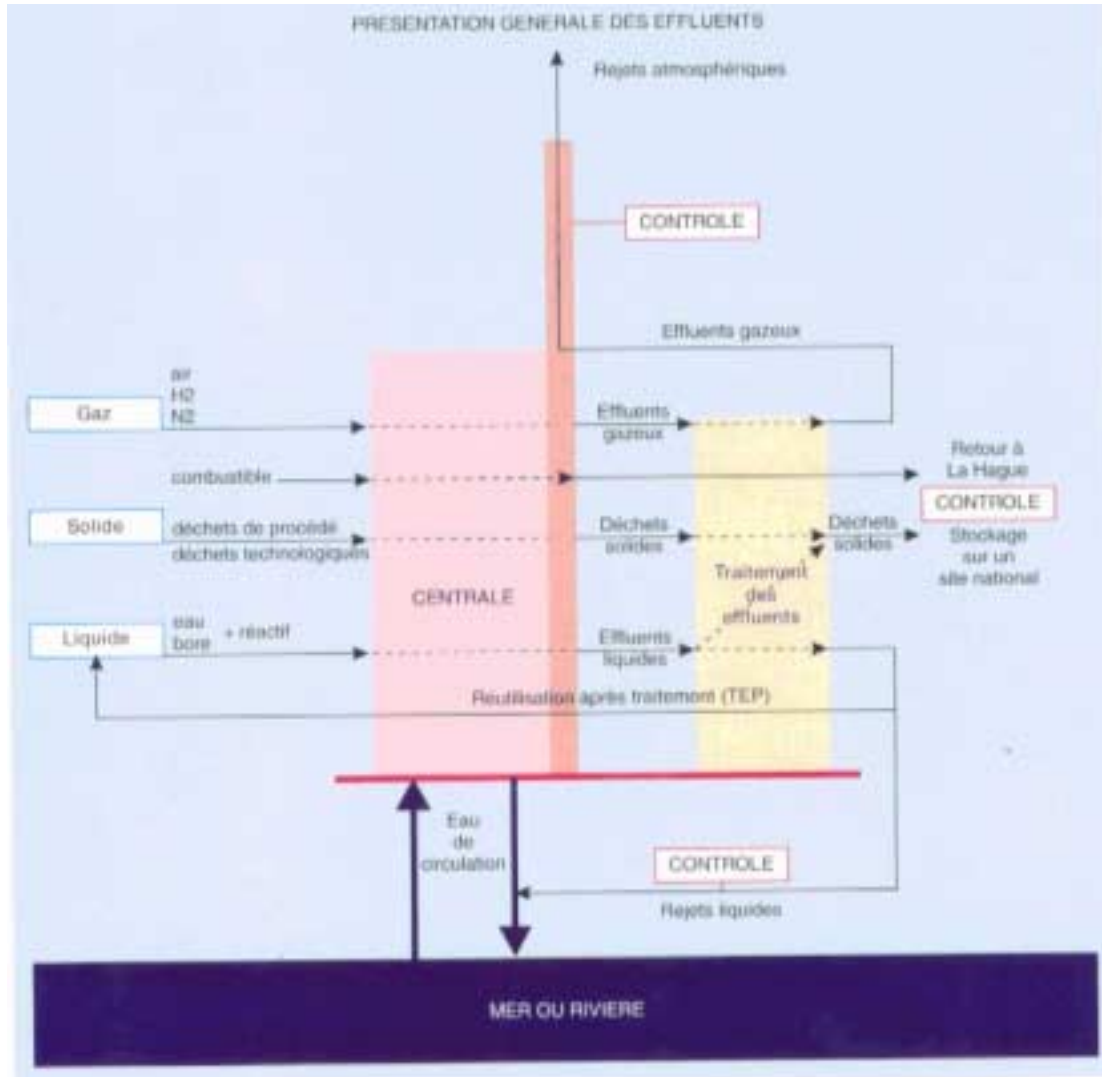 PRESENTATION GENERALE DES EFFLUENTS
Rejets atmosphériques
CONTROLE
Effluents gazeux
air
H2
N2
Gaz
Effluents
gazeux
combustible
Retour à
La Hague
CONTROLE
Solide
déchets de procédé
déchets technologiques
Déchets
solides
Déchets
solides
Stockage
sur un
site national
CENTRALE
Traitement
des
effluents
Liquide
eau
bore
+ réactif
Effluents
liquides
Réutilisation après traitement (TEP)
Eau
de
circulation
CONTROLE
Rejets liquides
MER OU RIVIERE